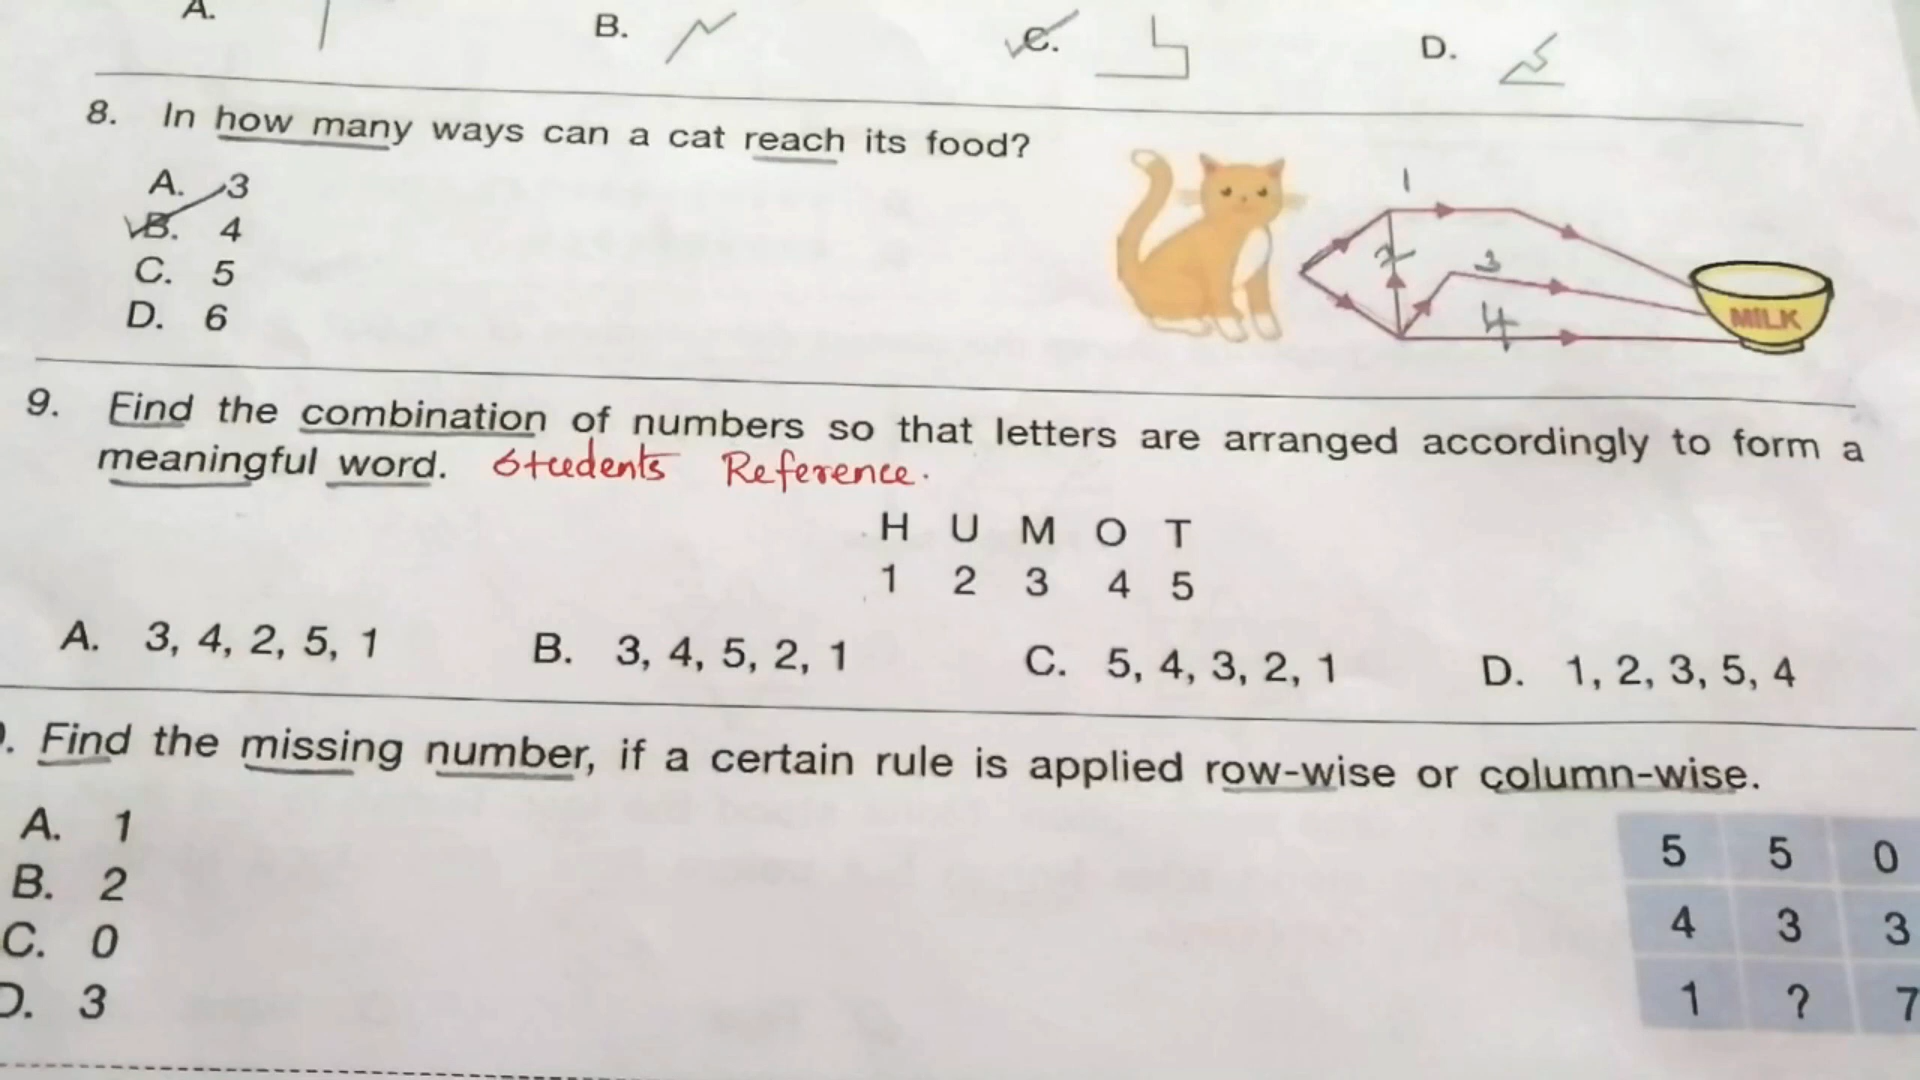 A. B. C. D.
8. In how many ways can a cat reach its food?
A. 3
B. 4
C. 5
D. 6
1
2
3
4
MILK
9. Find the combination of numbers so that letters are arranged accordingly to form a
meaningful word. Students Reference.
H U M O T
1 2 3 4 5
A. 3, 4, 2, 5, 1 B. 3, 4, 5, 2, 1 C. 5, 4, 3, 2, 1 D. 1, 2, 3, 5, 4
. Find the missing number, if a certain rule is applied row-wise or column-wise.
A. 1
B. 2
C. 0
D. 3
5 5 0
4 3 3
1 ? 7